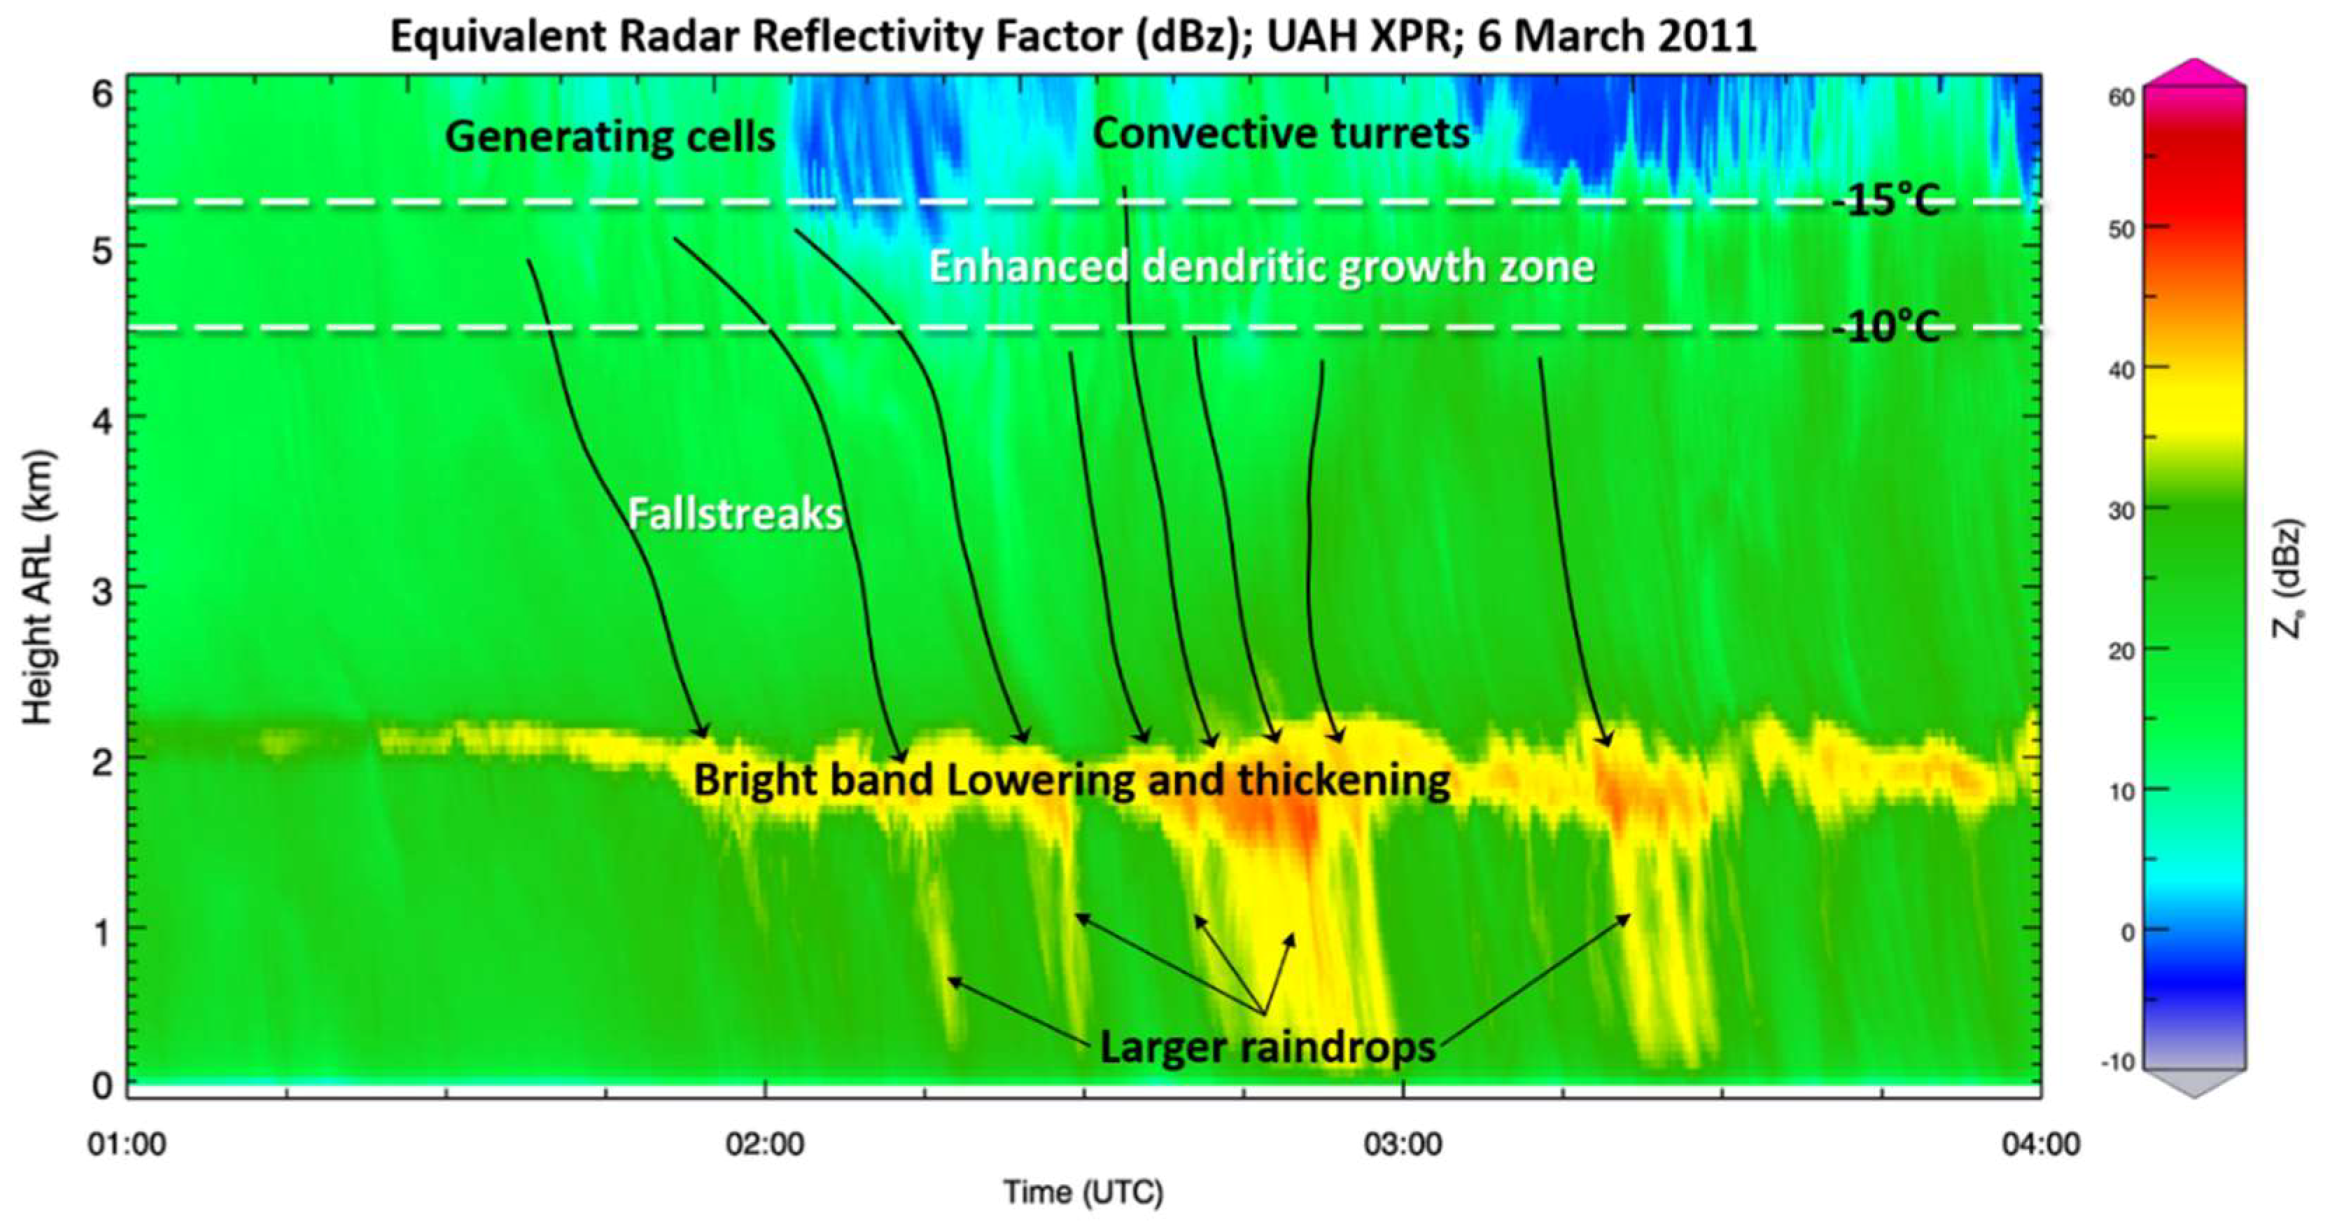 Equivalent Radar Reflectivity Factor (dBz); UAH XPR; 6 March 2011
6
5
4
3
2
1
0
Height ARL (km)
Generating cells
Convective turrets
-15°C
Enhanced dendritic growth zone
-10°C
Fallstreaks
Bright band Lowering and thickening
Larger raindrops
01:00
02:00
03:00
04:00
Time (UTC)
60
50
40
30
20
10
0
-10
Zₑ (dBz)